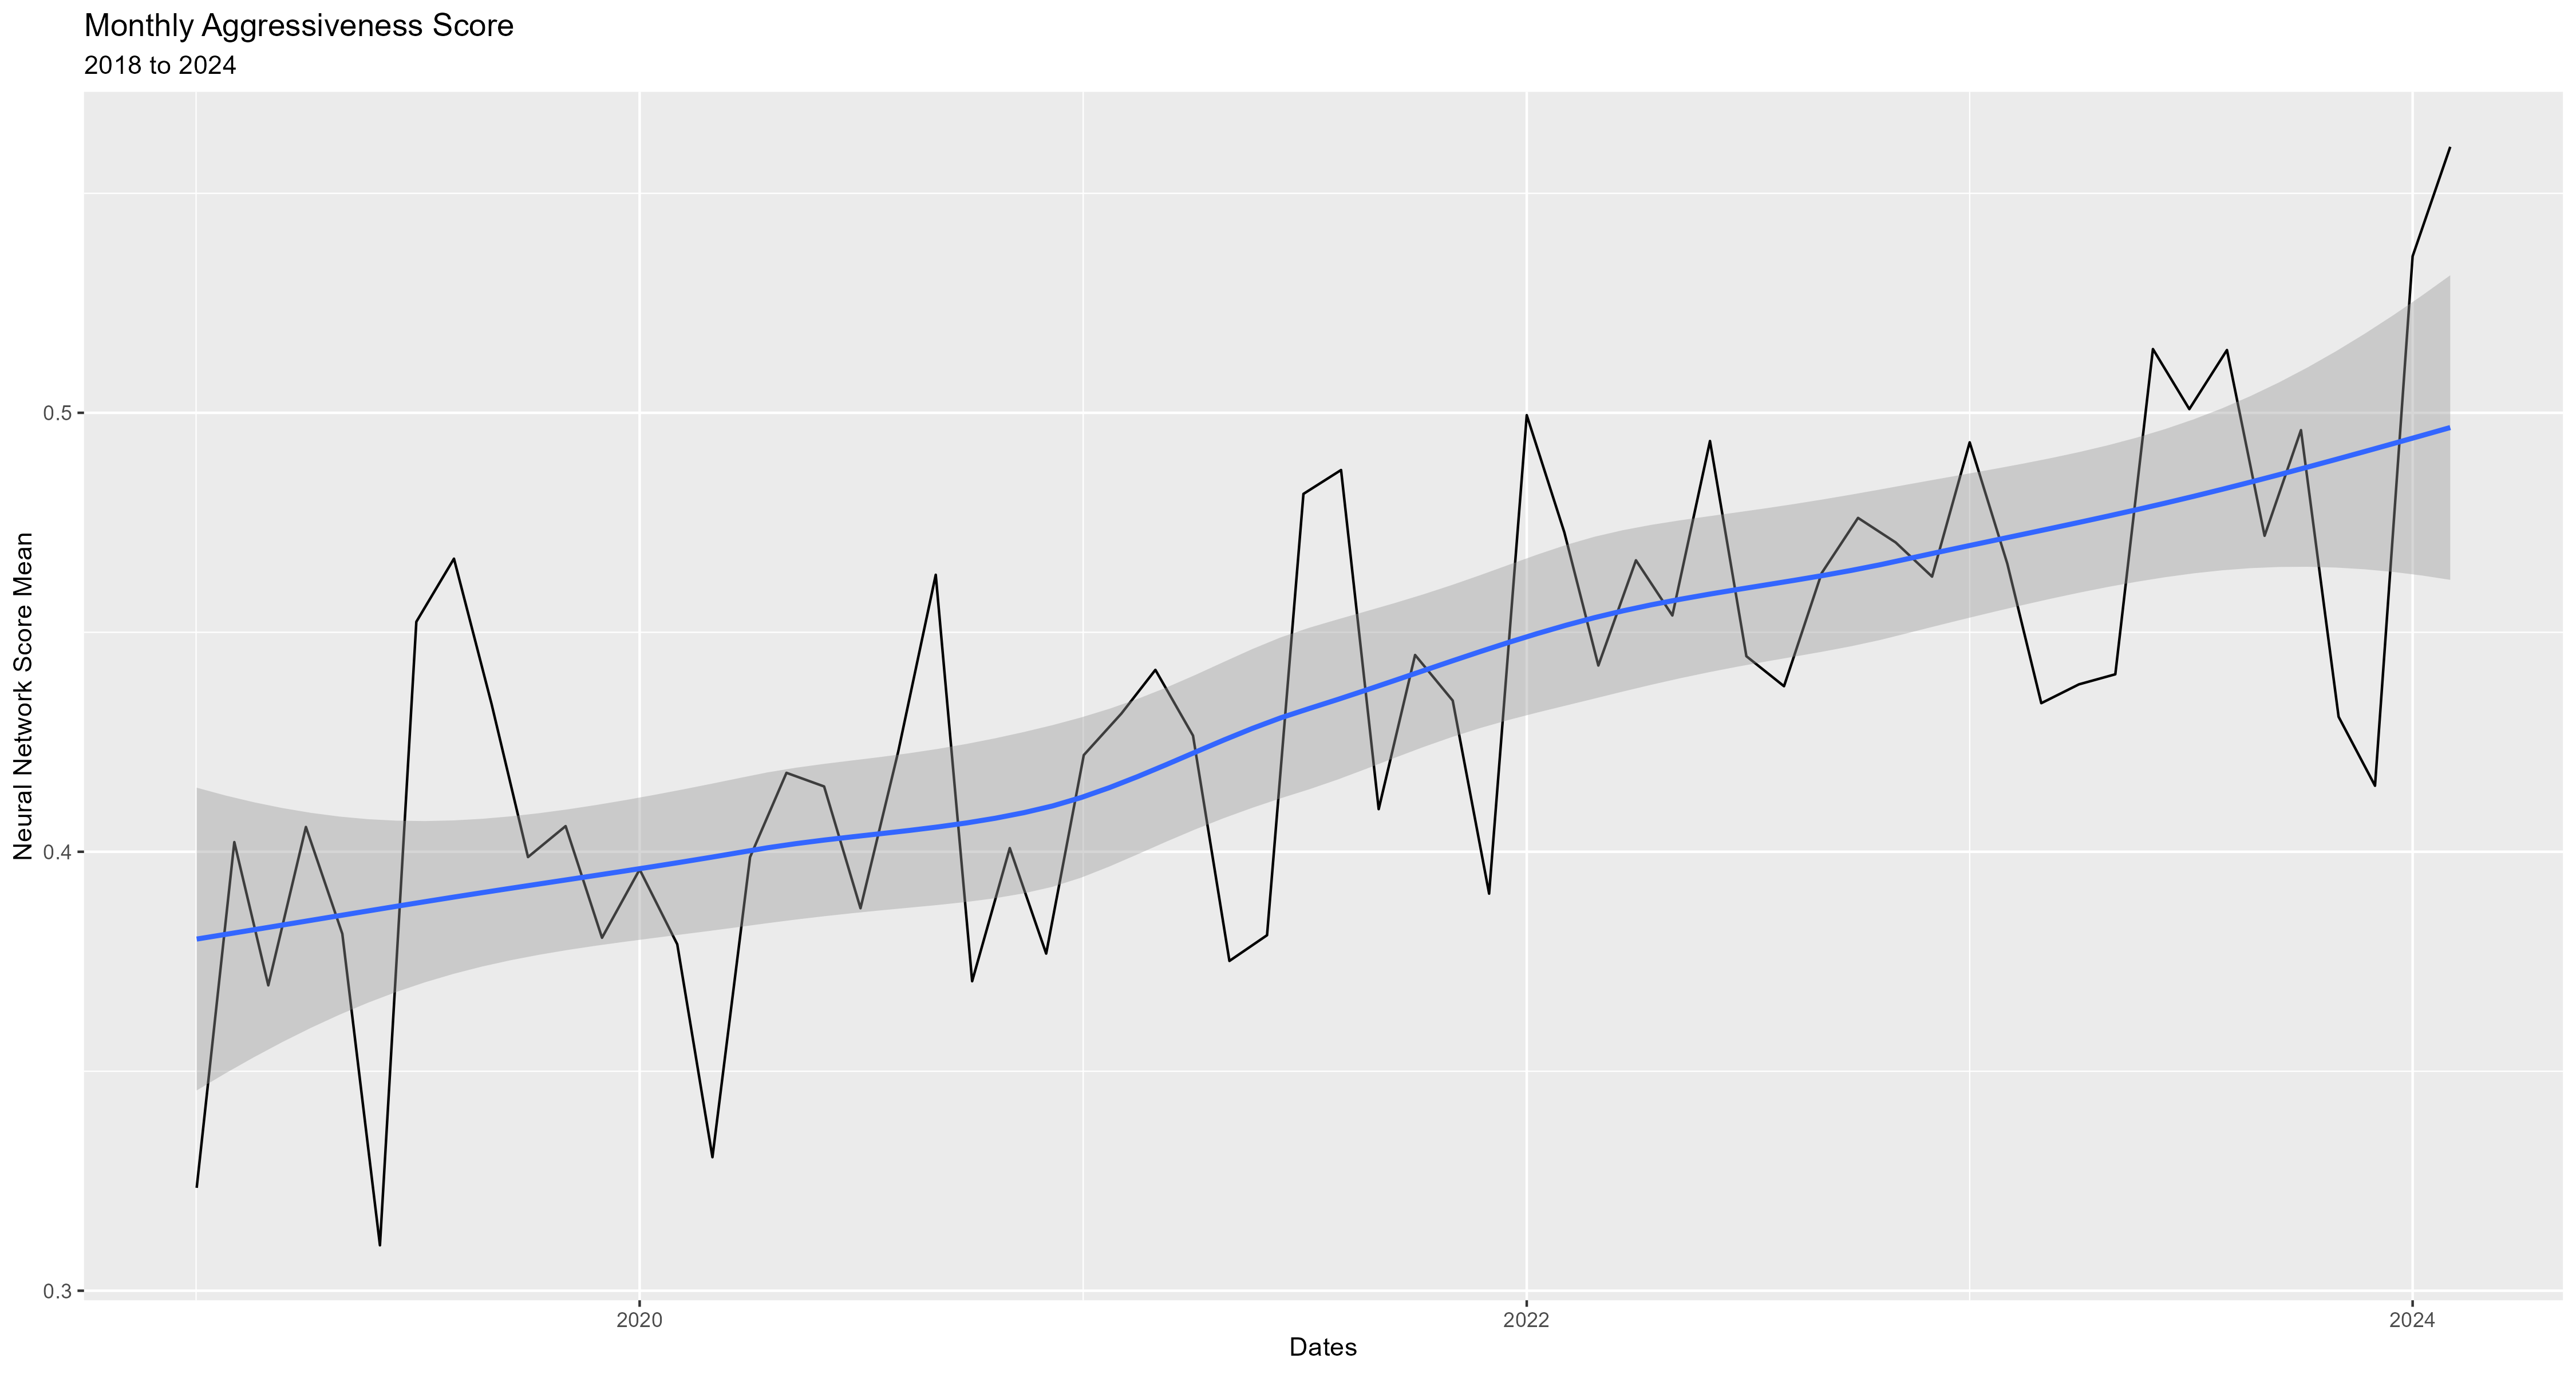 Monthly Aggressiveness Score
2018 to 2024
Neural Network Score Mean
0.5
0.4
0.3
2020
2022
2024
Dates